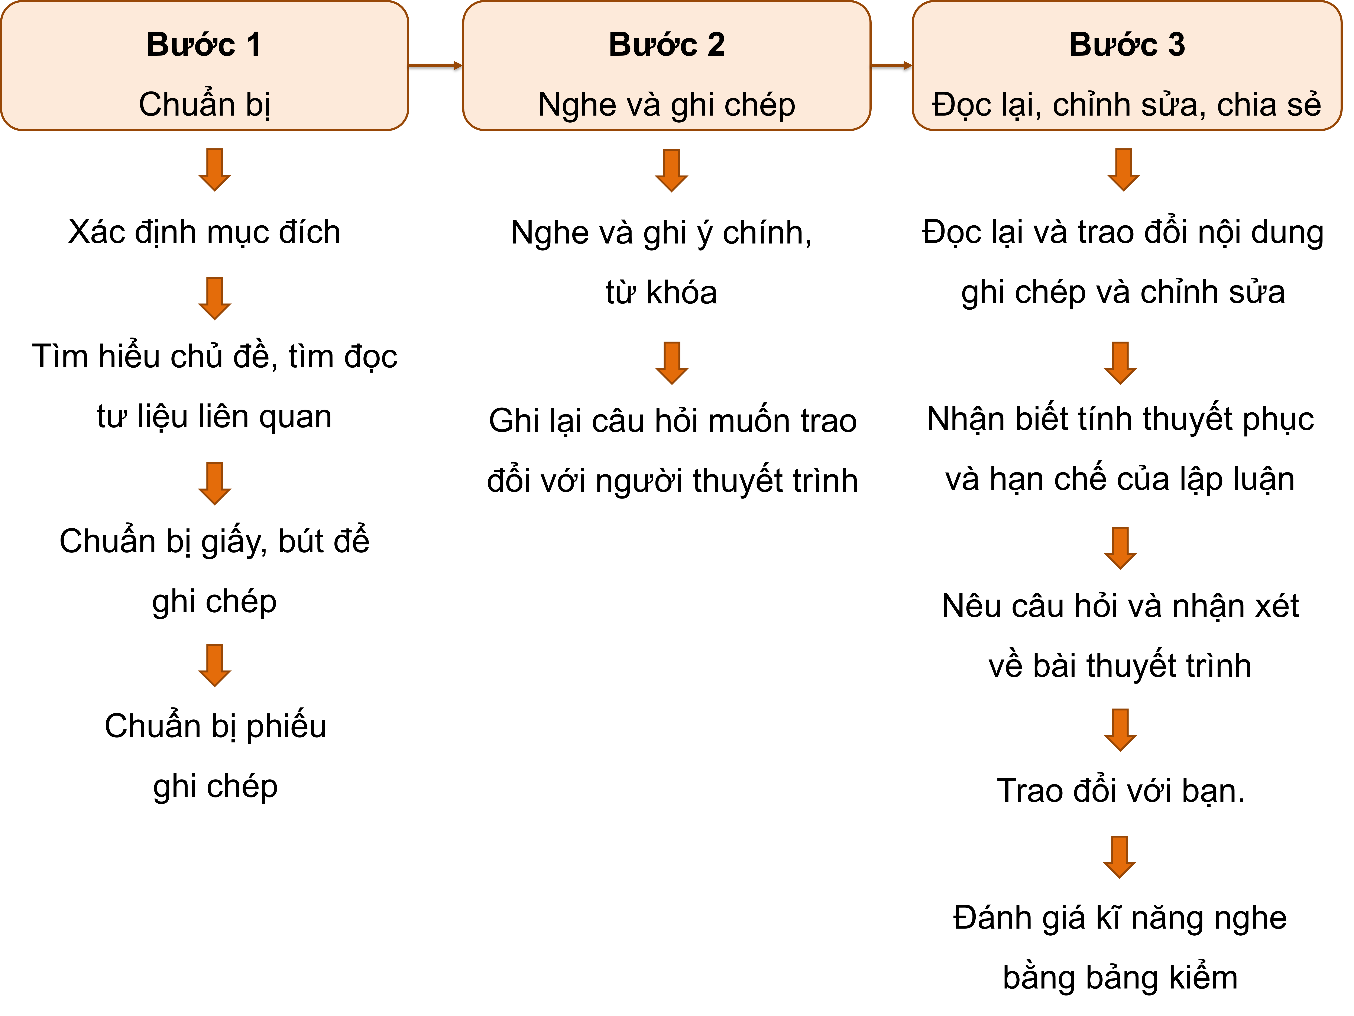 Bước 1
Chuẩn bị
Xác định mục đích
Tìm hiểu chủ đề, tìm đọc
tư liệu liên quan
Chuẩn bị giấy, bút để
ghi chép
Chuẩn bị phiếu
ghi chép
Bước 2
Nghe và ghi chép
Nghe và ghi ý chính,
từ khóa
Ghi lại câu hỏi muốn trao
đổi với người thuyết trình
Bước 3
Đọc lại, chỉnh sửa, chia sẻ
Đọc lại và trao đổi nội dung
ghi chép và chỉnh sửa
Nhận biết tính thuyết phục
và hạn chế của lập luận
Nêu câu hỏi và nhận xét
về bài thuyết trình
Trao đổi với bạn.
Đánh giá kĩ năng nghe
bằng bảng kiểm